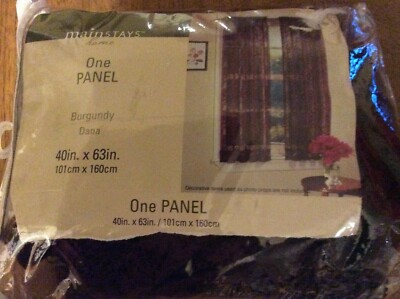 mainSTAYS
home
One
PANEL
Burgundy
Dana
40in. x 63in.
101cm x 160cm
One PANEL
40in. x 63in. / 101cm x 160cm